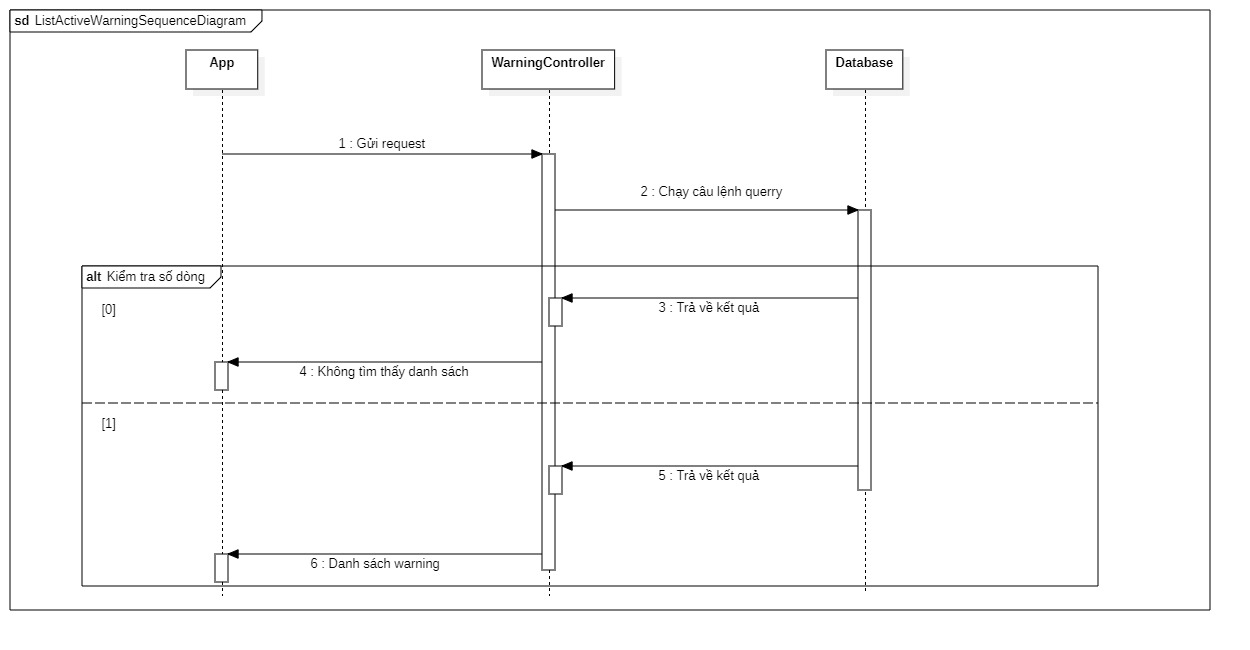 sd ListActiveWarningSequenceDiagram
App
WarningController
Database
1 : Gửi request
2 : Chạy câu lệnh querry
alt Kiểm tra số dòng
[0]
3 : Trả về kết quả
4 : Không tìm thấy danh sách
[1]
5 : Trả về kết quả
6 : Danh sách warning